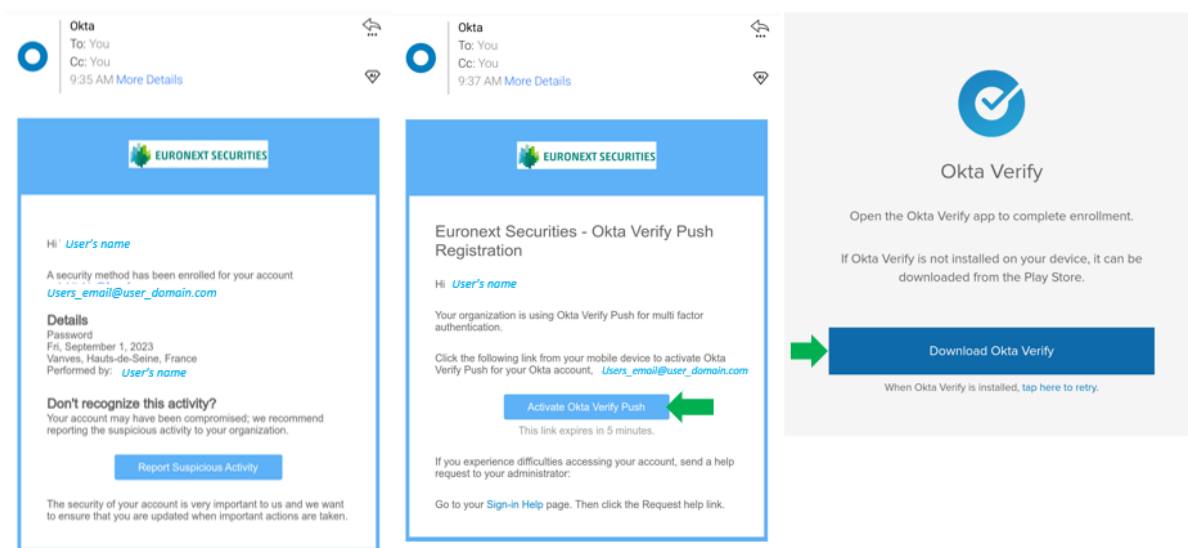 Okta
To: You
Cc: You
9:35 AM More Details
EURONEXT SECURITIES
Hi User's name
A security method has been enrolled for your account
Users_email@user_domain.com
Details
Password
Fri, September 1, 2023
Vanves, Hauts-de-Seine, France
Performed by: User's name
Don't recognize this activity?
Your account may have been compromised; we recommend
reporting the suspicious activity to your organization.
Report Suspicious Activity
The security of your account is very important to us and we want
to ensure that you are updated when important actions are taken.
Okta
To: You
Cc: You
9:37 AM More Details
EURONEXT SECURITIES
Euronext Securities - Okta Verify Push
Registration
Hi User's name
Your organization is using Okta Verify Push for multi factor
authentication.
Click the following link from your mobile device to activate Okta
Verify Push for your Okta account, Users_email@user_domain.com
Activate Okta Verify Push
This link expires in 5 minutes.
If you experience difficulties accessing your account, send a help
request to your administrator:
Go to your Sign-in Help page. Then click the Request help link.
Okta Verify
Open the Okta Verify app to complete enrollment.
If Okta Verify is not installed on your device, it can be
downloaded from the Play Store.
Download Okta Verify
When Okta Verify is installed, tap here to retry.